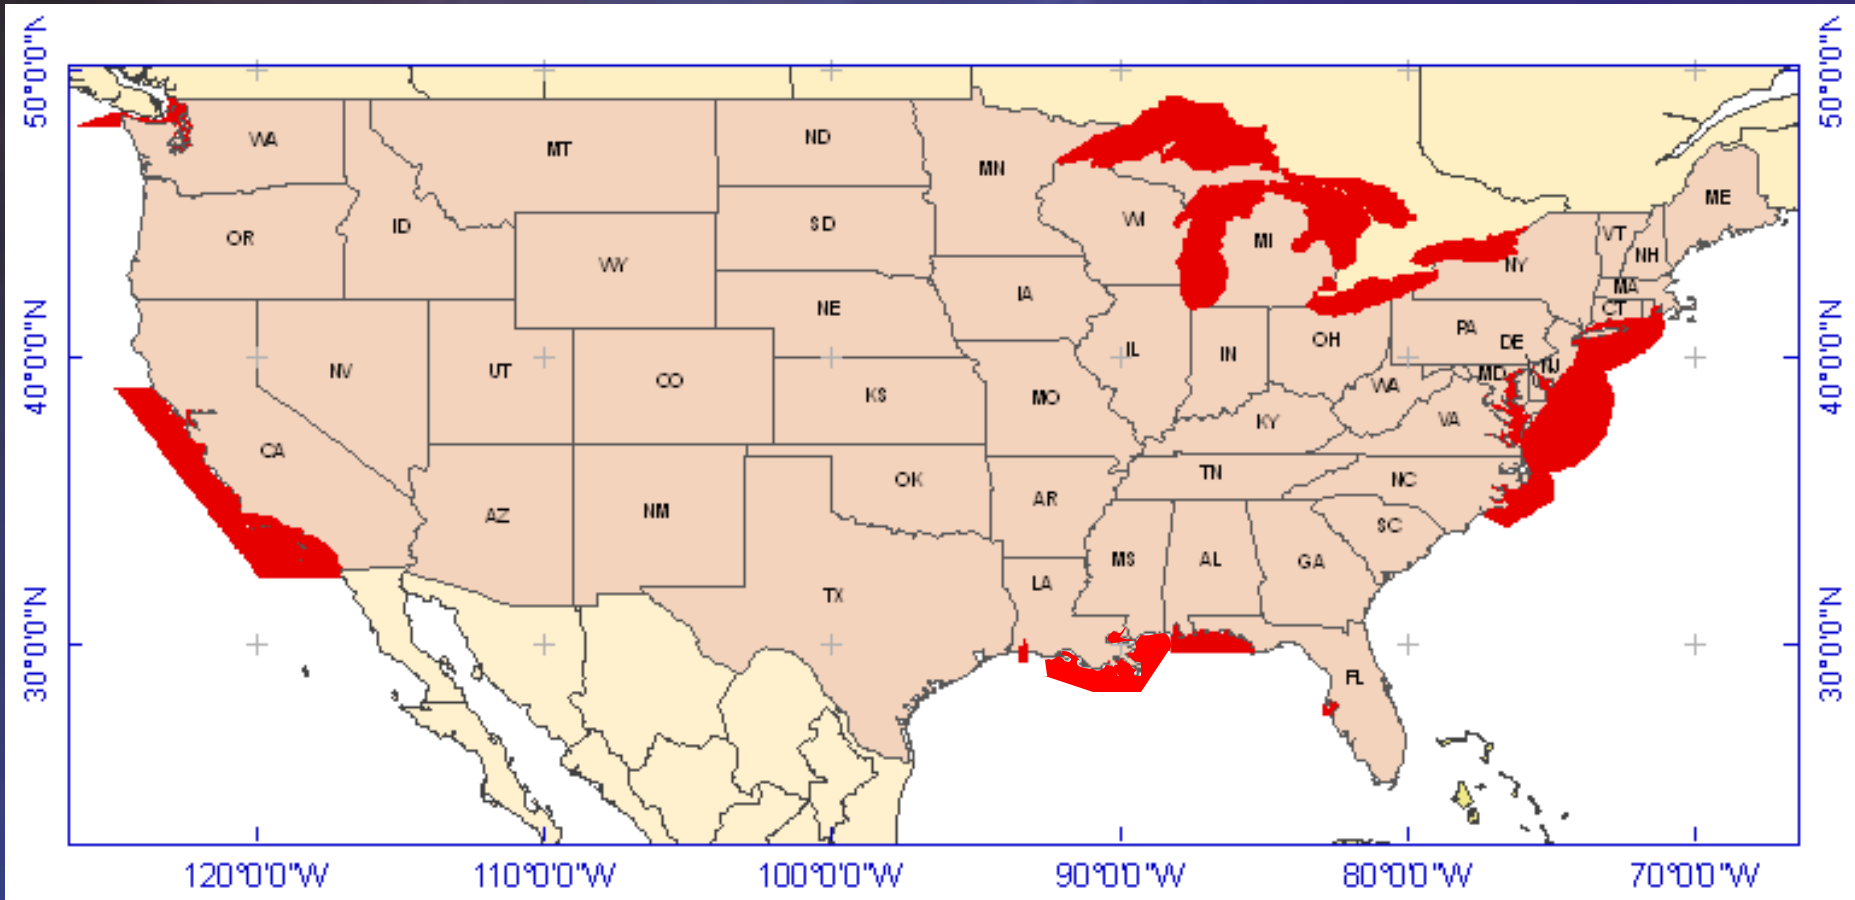 50°0'0"N
50°0'0"N
WA
MT
ND
MN
ME
OR
ID
SD
WI
MI
VT
NH
WY
NY
IA
MA
NE
CT
40°0'0"N
40°0'0"N
NV
UT
CO
KS
MO
IL
IN
OH
PA
DE
NJ
MD
WA
VA
CA
KY
AZ
NM
OK
AR
TN
NC
SC
MS
AL
GA
LA
TX
30°0'0"N
30°0'0"N
FL
120°0'0"W 110°0'0"W 100°0'0"W 90°0'0"W 80°0'0"W 70°0'0"W